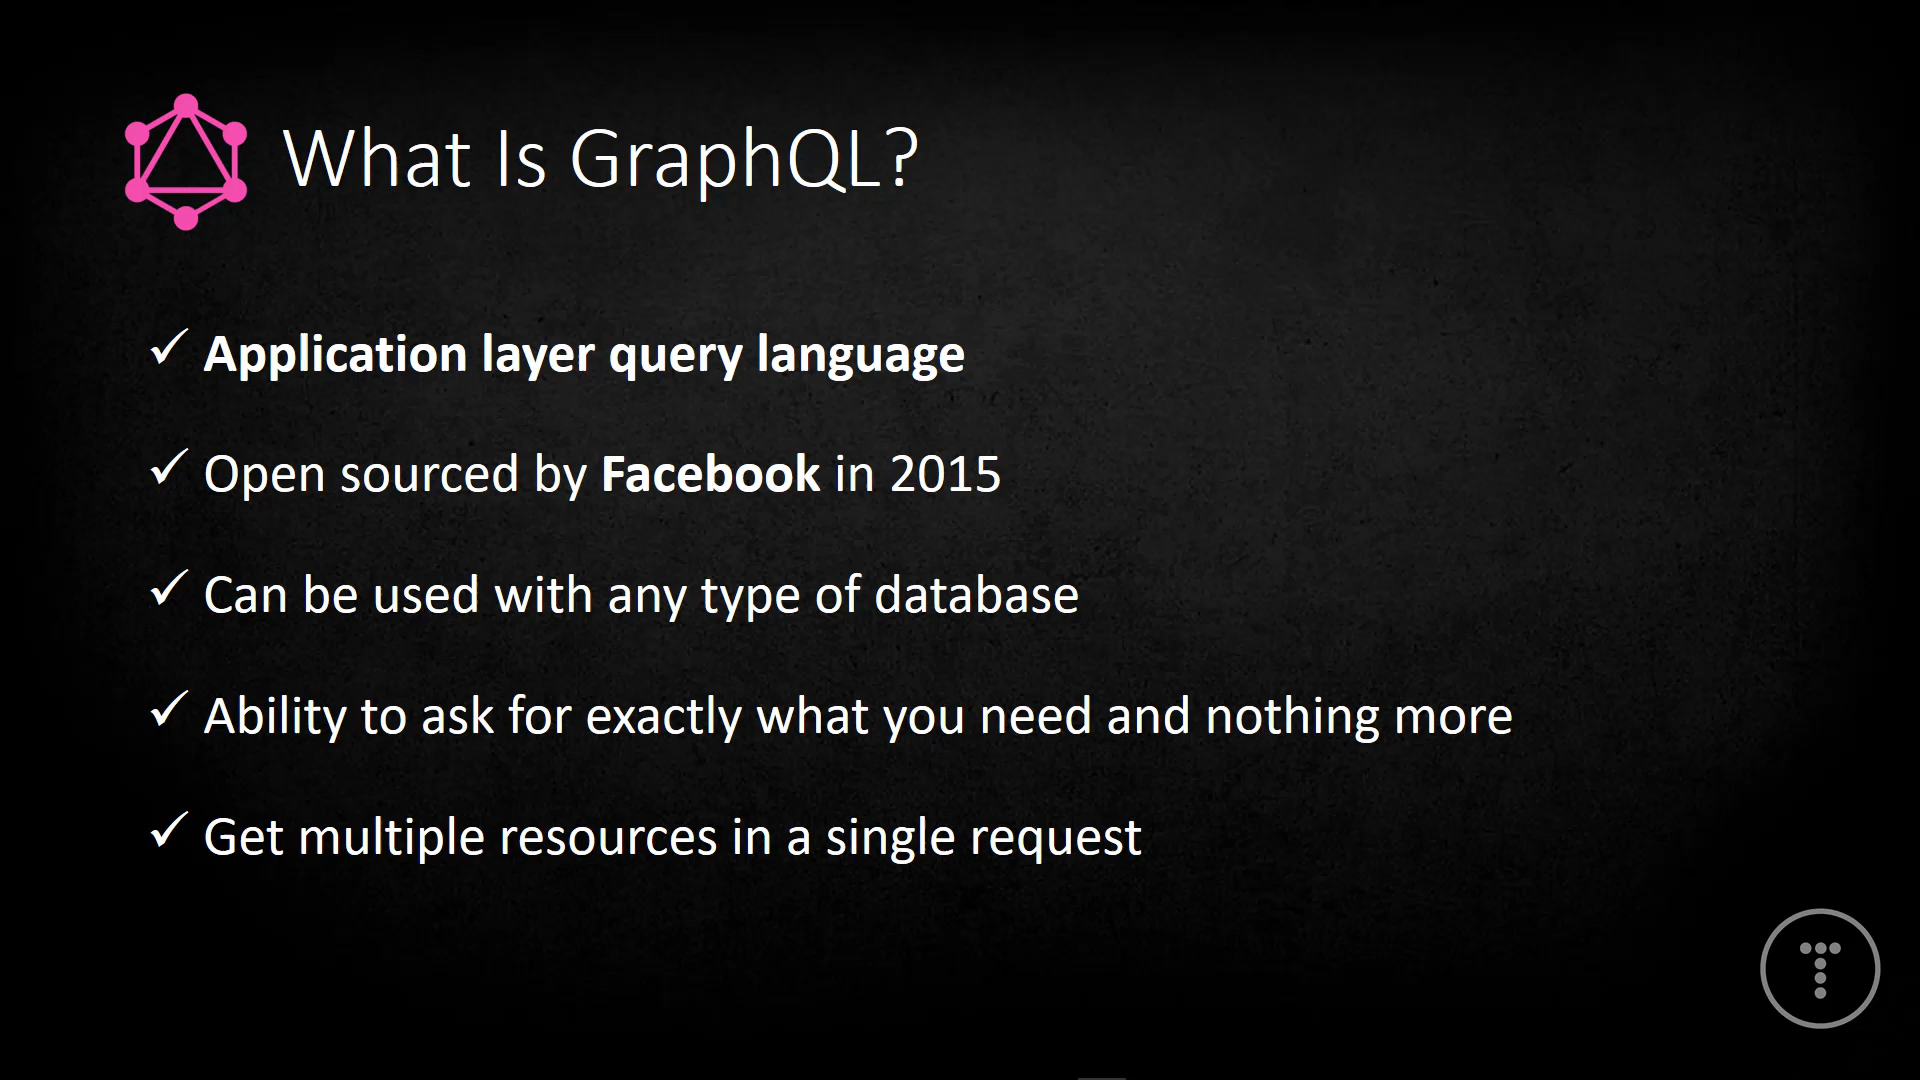 What Is GraphQL?
✓ Application layer query language
✓ Open sourced by Facebook in 2015
✓ Can be used with any type of database
✓ Ability to ask for exactly what you need and nothing more
✓ Get multiple resources in a single request
T